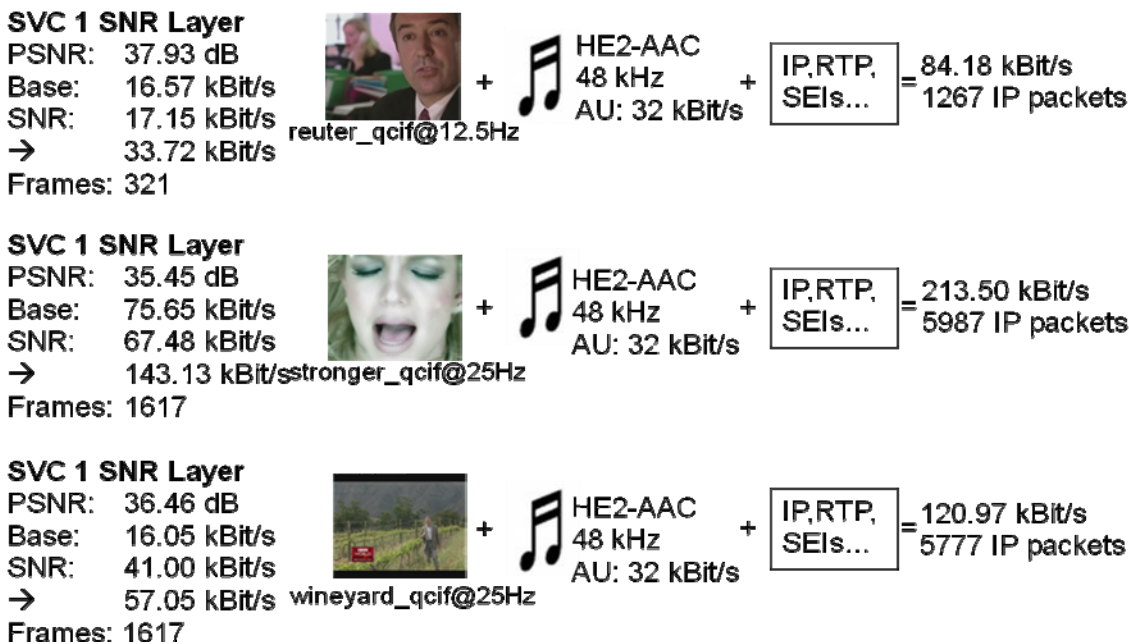 SVC 1 SNR Layer
PSNR: 37.93 dB
Base: 16.57 kBit/s
SNR: 17.15 kBit/s
→ 33.72 kBit/s
Frames: 321
reuter_qcif@12.5Hz
+
HE2-AAC
48 kHz
AU: 32 kBit/s
+
IP,RTP,
SEIs...
=
84.18 kBit/s
1267 IP packets
SVC 1 SNR Layer
PSNR: 35.45 dB
Base: 75.65 kBit/s
SNR: 67.48 kBit/s
→ 143.13 kBit/s
Frames: 1617
stronger_qcif@25Hz
+
HE2-AAC
48 kHz
AU: 32 kBit/s
+
IP,RTP,
SEIs...
=
213.50 kBit/s
5987 IP packets
SVC 1 SNR Layer
PSNR: 36.46 dB
Base: 16.05 kBit/s
SNR: 41.00 kBit/s
→ 57.05 kBit/s
Frames: 1617
wineyard_qcif@25Hz
+
HE2-AAC
48 kHz
AU: 32 kBit/s
+
IP,RTP,
SEIs...
=
120.97 kBit/s
5777 IP packets